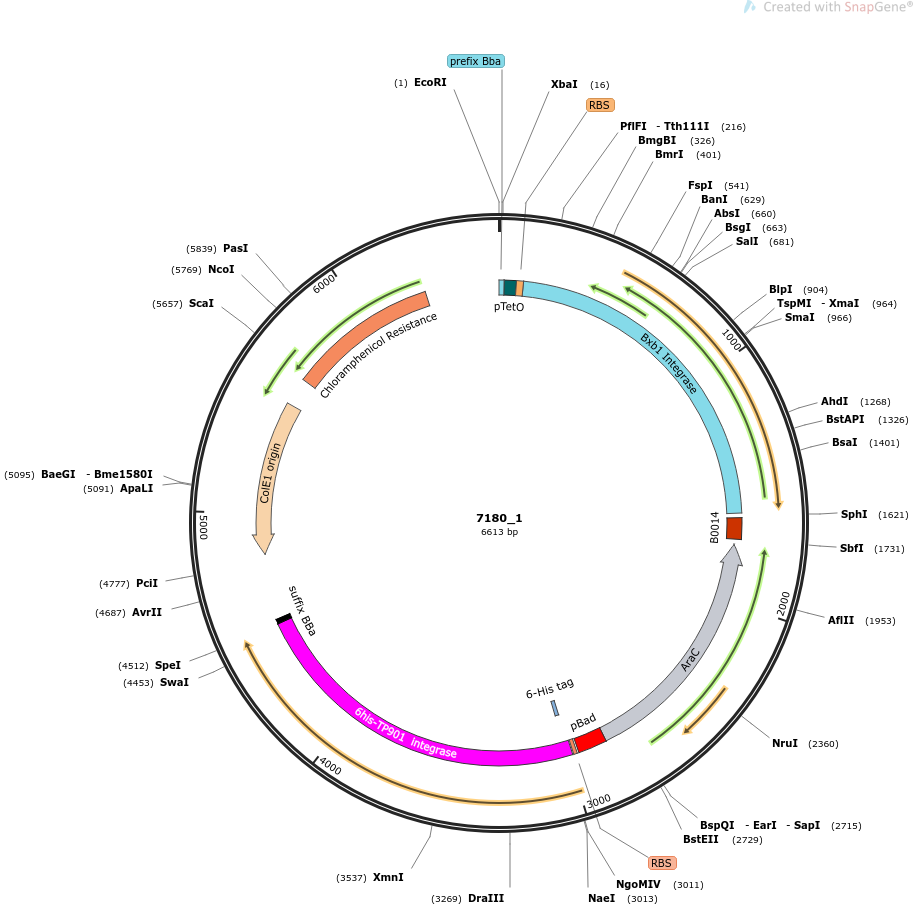 Created with SnapGene®
prefix Bba
(1) EcoRI
XbaI (16)
RBS
PflFI - Tth111I (216)
BmgBI (326)
BmrI (401)
FspI (541)
BanI (629)
AbsI (660)
BsgI (663)
SalI (681)
BlpI (904)
TspMI - XmaI (964)
SmaI (966)
1000
AhdI (1268)
BstAPI (1326)
BsaI (1401)
SphI (1621)
SbfI (1731)
AflII (1953)
2000
NruI (2360)
BspQI - EarI - SapI (2715)
BstEII (2729)
RBS
NgoMIV (3011)
NaeI (3013)
3000
(3269) DraIII
(3537) XmnI
4000
(4453) SwaI
(4512) SpeI
(4687) AvrII
(4777) PciI
5000
(5091) ApaLI
(5095) BaeGI - Bme1580I
(5657) ScaI
(5769) NcoI
(5839) PasI
6000
pTetO
Bxb1 Integrase
B0014
AraC
pBad
6-His tag
6his-TP901 integrase
suffix BBa
ColE1 origin
Chloramphenicol Resistance
7180_1
6613 bp